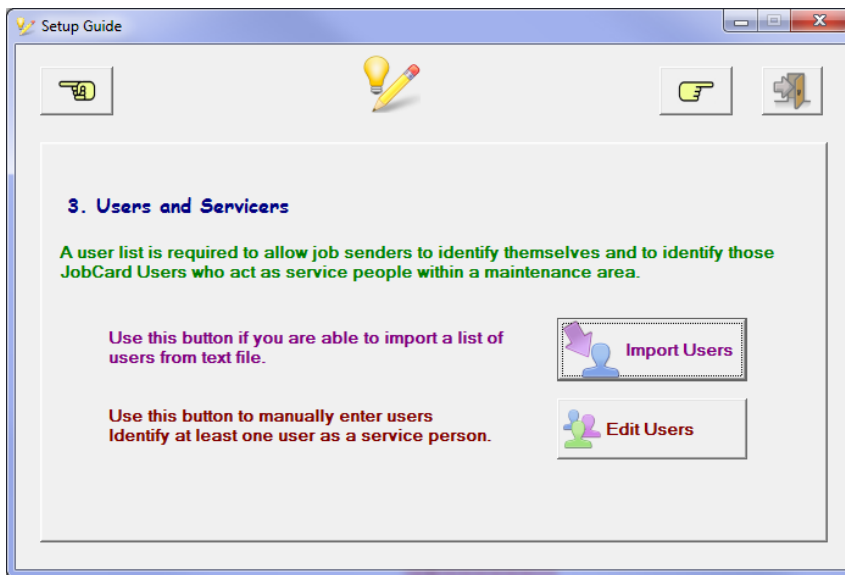 Setup Guide
3. Users and Servicers
A user list is required to allow job senders to identify themselves and to identify those
JobCard Users who act as service people within a maintenance area.
Use this button if you are able to import a list of
users from text file.
Import Users
Use this button to manually enter users
Identify at least one user as a service person.
Edit Users